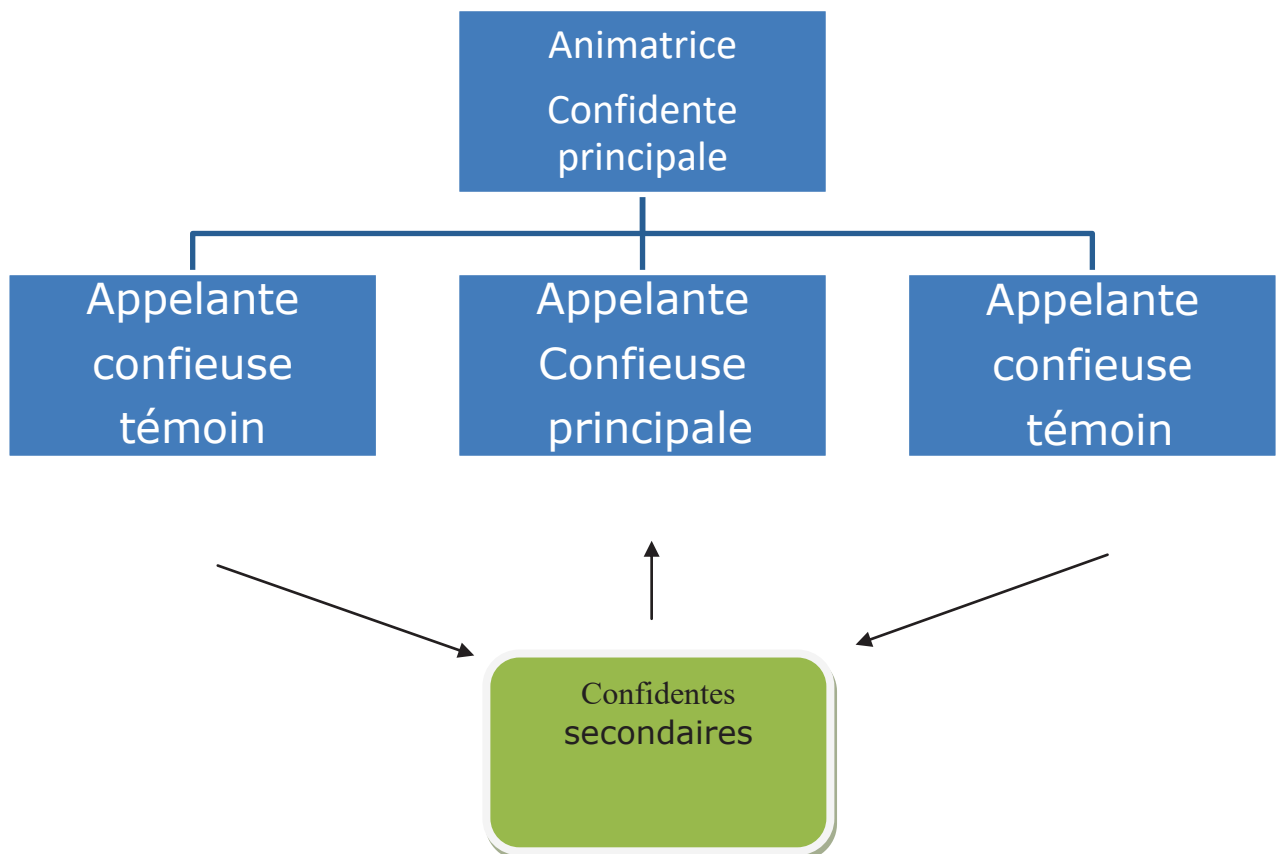 Animatrice
Confidente
principale
Appelante
confieuse
témoin
Appelante
Confieuse
principale
Appelante
confieuse
témoin
Confidentes
secondaires